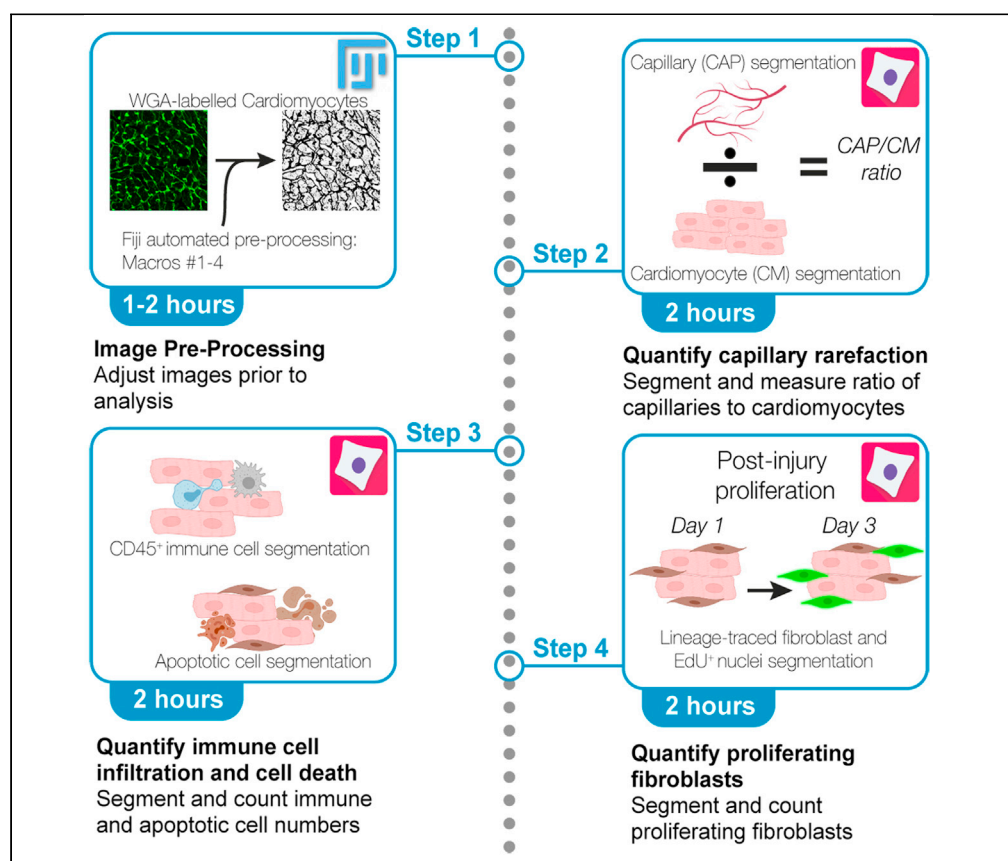 Step 1
WGA-labelled Cardiomyocytes
Fiji automated pre-processing:
Macros #1-4
1-2 hours
Image Pre-Processing
Adjust images prior to
analysis
Step 2
Capillary (CAP) segmentation
CAP/CM
ratio
÷
=
Cardiomyocyte (CM) segmentation
2 hours
Quantify capillary rarefaction
Segment and measure ratio of
capillaries to cardiomyocytes
Step 3
CD45⁺ immune cell segmentation
Apoptotic cell segmentation
2 hours
Quantify immune cell
infiltration and cell death
Segment and count immune
and apoptotic cell numbers
Step 4
Post-injury
proliferation
Day 1
Day 3
Lineage-traced fibroblast and
EdU⁺ nuclei segmentation
2 hours
Quantify proliferating
fibroblasts
Segment and count
proliferating fibroblasts